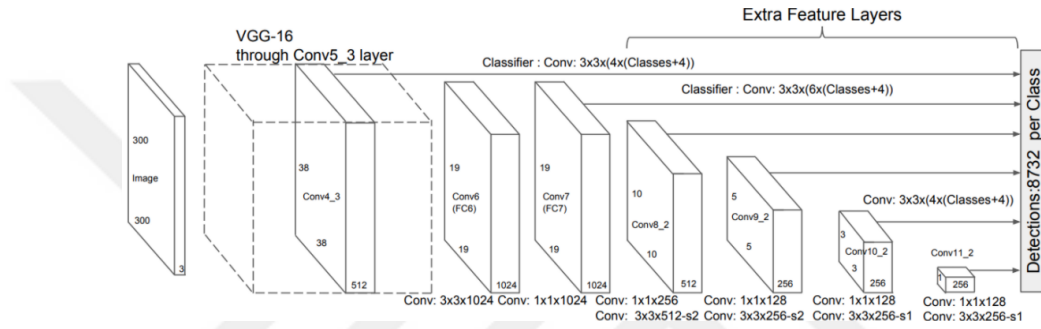 Extra Feature Layers
VGG-16
through Conv5_3 layer
Classifier : Conv: 3x3x(4x(Classes+4))
Classifier : Conv: 3x3x(6x(Classes+4))
300
Image
300
3
38
Conv4_3
38
512
19
Conv6
(FC6)
19
1024
19
Conv7
(FC7)
19
1024
10
Conv8_2
10
512
5
Conv9_2
5
256
Conv: 3x3x(4x(Classes+4))
3
Conv10_2
3
256
Conv11_2
1
256
Detections:8732 per Class
Conv: 3x3x1024
Conv: 1x1x1024
Conv: 1x1x256
Conv: 3x3x512-s2
Conv: 1x1x128
Conv: 3x3x256-s2
Conv: 1x1x128
Conv: 3x3x256-s1
Conv: 1x1x128
Conv: 3x3x256-s1